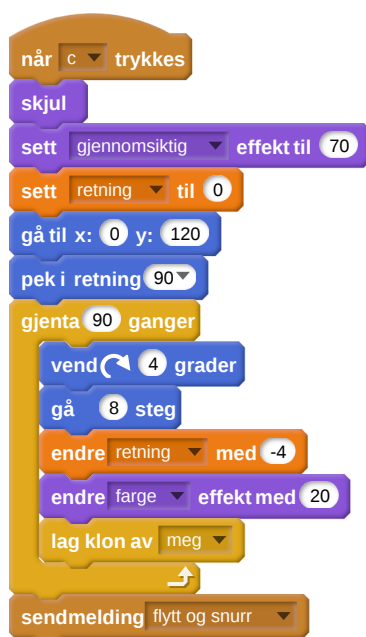 når c trykkes
skjul
sett gjennomsiktig effekt til 70
sett retning til 0
gå til x: 0 y: 120
pek i retning 90
gjenta 90 ganger
vend 4 grader
gå 8 steg
endre retning med -4
endre farge effekt med 20
lag klon av meg
sendmelding flytt og snurr